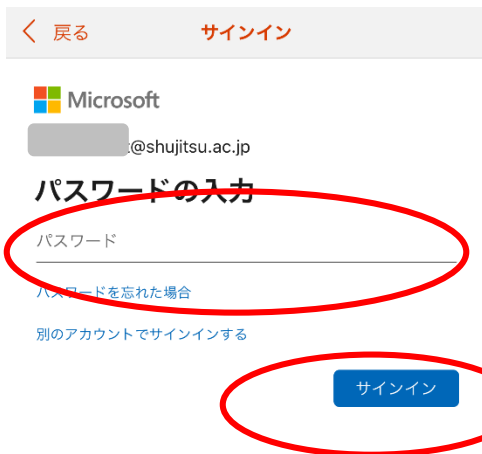 戻る サインイン
Microsoft
@shujitsu.ac.jp
パスワードの入力
パスワード
パスワードを忘れた場合
別のアカウントでサインインする
サインイン